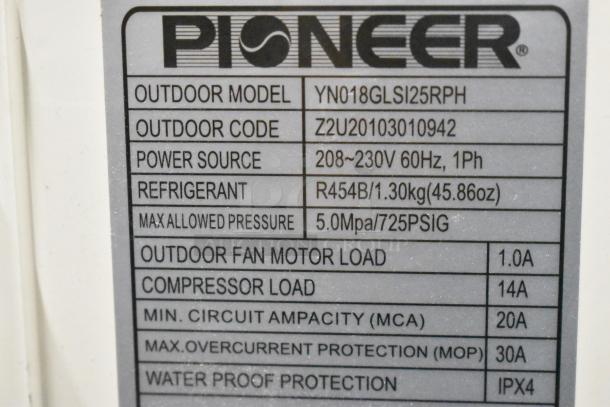 PIONEER®
OUTDOOR MODEL YN018GLSI25RPH
OUTDOOR CODE Z2U20103010942
POWER SOURCE 208~230V 60Hz, 1Ph
REFRIGERANT R454B/1.30kg(45.86oz)
MAX ALLOWED PRESSURE 5.0Mpa/725PSIG
OUTDOOR FAN MOTOR LOAD 1.0A
COMPRESSOR LOAD 14A
MIN. CIRCUIT AMPACITY (MCA) 20A
MAX.OVERCURRENT PROTECTION (MOP) 30A
WATER PROOF PROTECTION IPX4